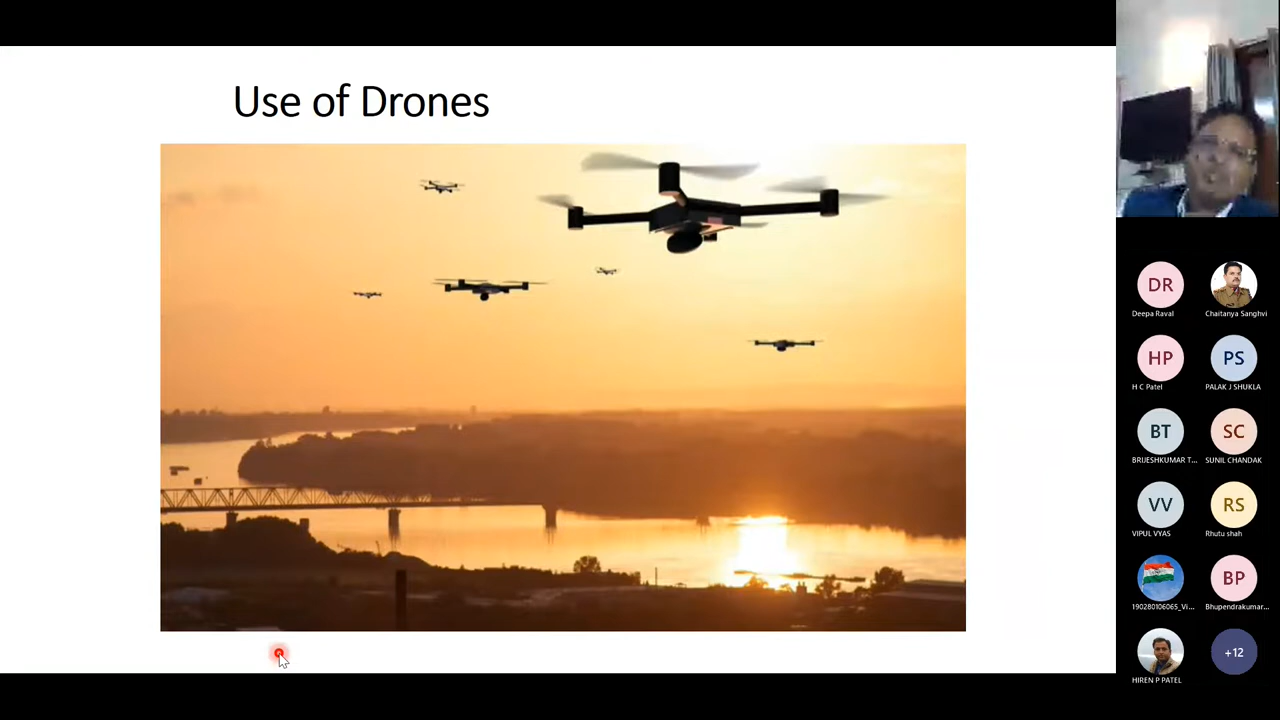 Use of Drones
DR
Deepa Raval
Chaitanya Sanghvi
HP
H C Patel
PS
PALAK J SHUKLA
BT
BRIJESHKUMAR T...
SC
SUNIL CHANDAK
VV
VIPUL VYAS
RS
Rhutu shah
190280106065_Vi...
BP
Bhupendrakumar...
HIREN P PATEL
+12